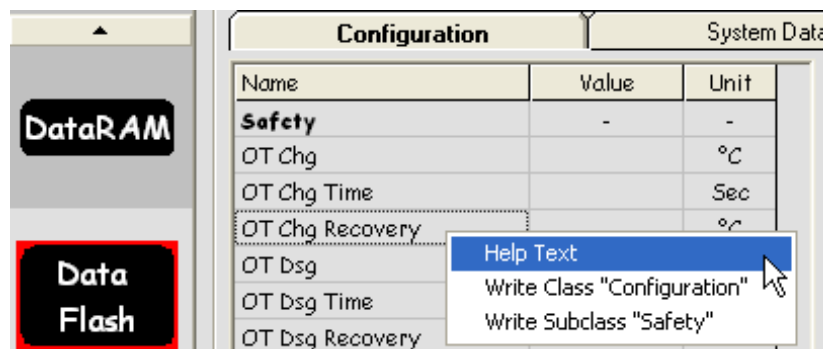 Configuration
System Data
DataRAM
Name Value Unit
Safety - -
OT Chg °C
OT Chg Time Sec
OT Chg Recovery °C
Data
Flash
OT Dsg
OT Dsg Time
OT Dsg Recovery
Help Text
Write Class "Configuration"
Write Subclass "Safety"